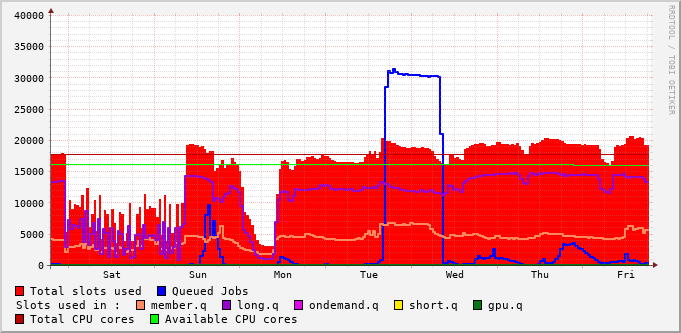 40000
35000
30000
25000
20000
15000
10000
5000
0
Sat Sun Mon Tue Wed Thu Fri
RRDTOOL / TOBI OETIKER
Total slots used Queued Jobs
Slots used in : member.q long.q ondemand.q short.q gpu.q
Total CPU cores Available CPU cores